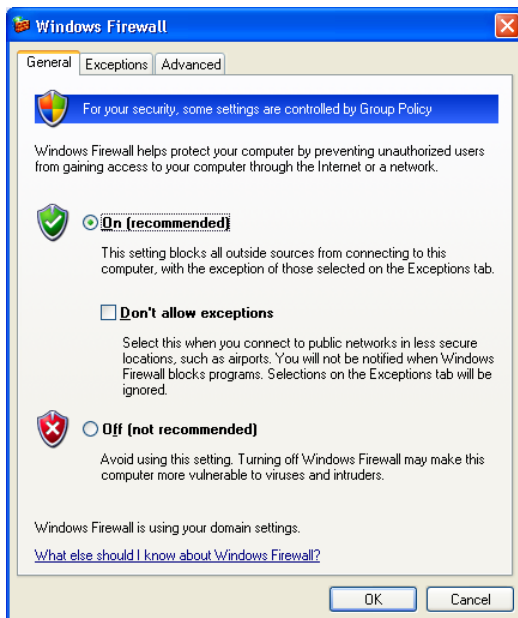 Windows Firewall
General Exceptions Advanced
For your security, some settings are controlled by Group Policy
Windows Firewall helps protect your computer by preventing unauthorized users
from gaining access to your computer through the Internet or a network.
On (recommended)
This setting blocks all outside sources from connecting to this
computer, with the exception of those selected on the Exceptions tab.
Don't allow exceptions
Select this when you connect to public networks in less secure
locations, such as airports. You will not be notified when Windows
Firewall blocks programs. Selections on the Exceptions tab will be
ignored.
Off (not recommended)
Avoid using this setting. Turning off Windows Firewall may make this
computer more vulnerable to viruses and intruders.
Windows Firewall is using your domain settings.
What else should I know about Windows Firewall?
OK Cancel